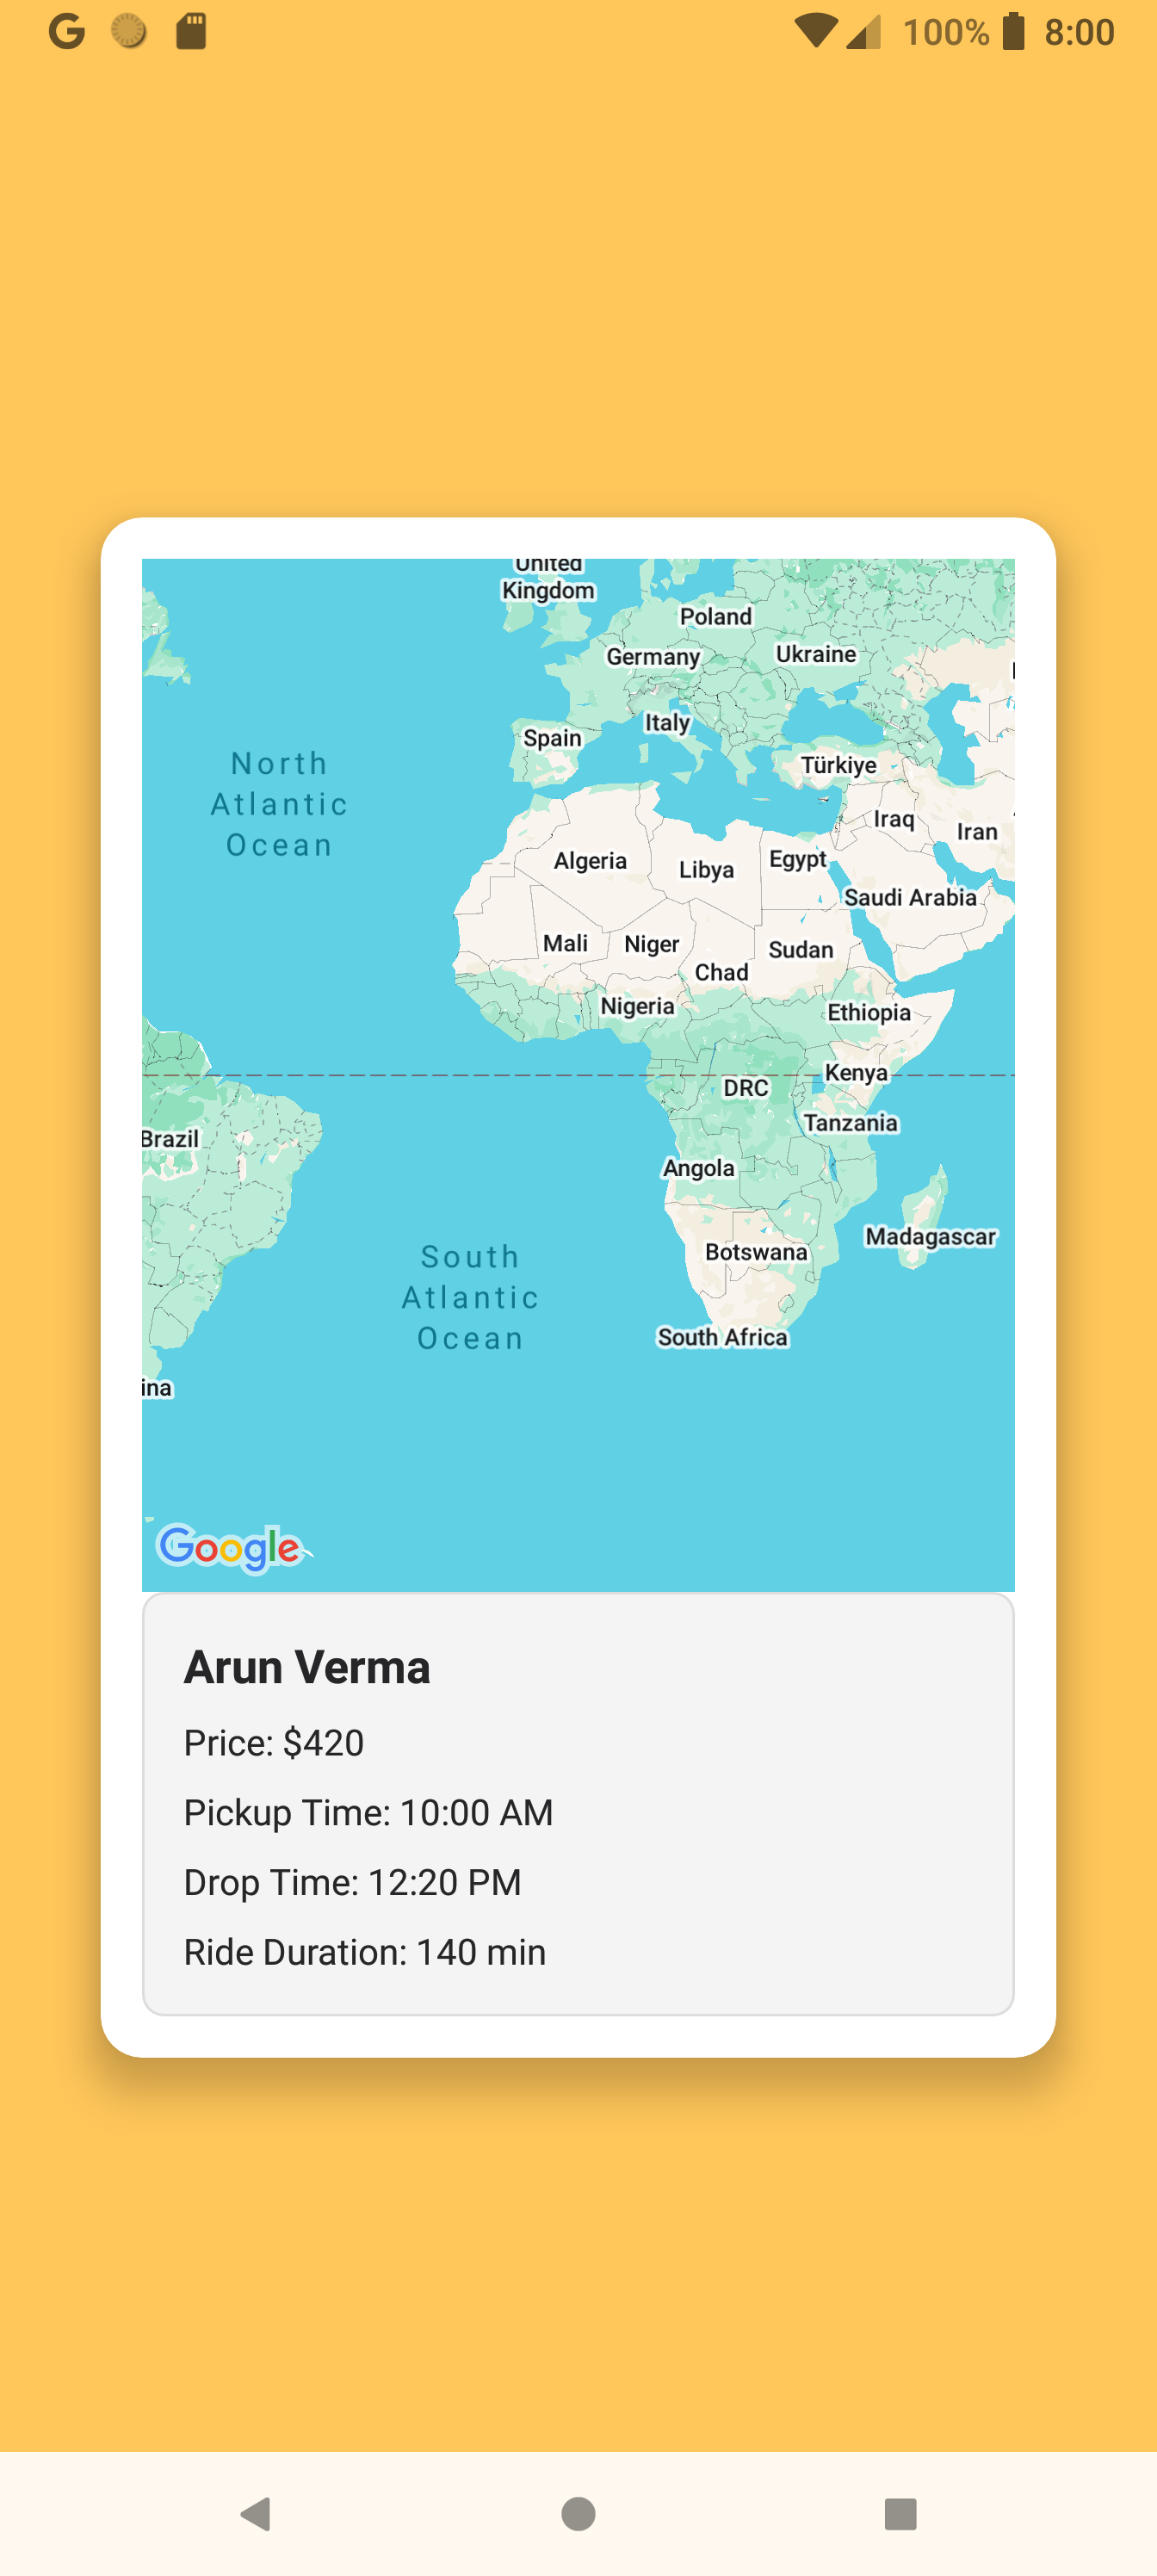 100% 8:00
United
Kingdom
Poland
Germany
Ukraine
Italy
Spain
Türkiye
North
Atlantic
Ocean
Iraq
Iran
Algeria
Libya
Egypt
Saudi Arabia
Mali
Niger
Sudan
Chad
Nigeria
Ethiopia
Kenya
DRC
Tanzania
Brazil
Angola
Madagascar
Botswana
South
Atlantic
Ocean
South Africa
ina
Google
Arun Verma
Price: $420
Pickup Time: 10:00 AM
Drop Time: 12:20 PM
Ride Duration: 140 min